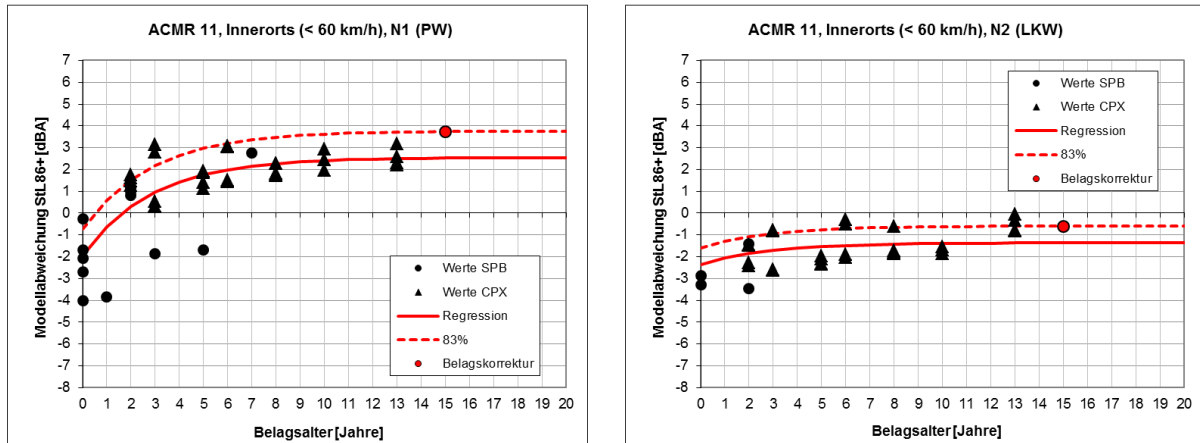 ACMR 11, Innerorts (< 60 km/h), N1 (PW)
Modellabweichung StL86+ [dBA]
7
6
5
4
3
2
1
0
-1
-2
-3
-4
-5
-6
-7
-8
0 1 2 3 4 5 6 7 8 9 10 11 12 13 14 15 16 17 18 19 20
Belagsalter [Jahre]
Werte SPB
Werte CPX
Regression
83%
Belagskorrektur
ACMR 11, Innerorts (< 60 km/h), N2 (LKW)
Modellabweichung StL86+ [dBA]
7
6
5
4
3
2
1
0
-1
-2
-3
-4
-5
-6
-7
-8
0 1 2 3 4 5 6 7 8 9 10 11 12 13 14 15 16 17 18 19 20
Belagsalter [Jahre]
Werte SPB
Werte CPX
Regression
83%
Belagskorrektur